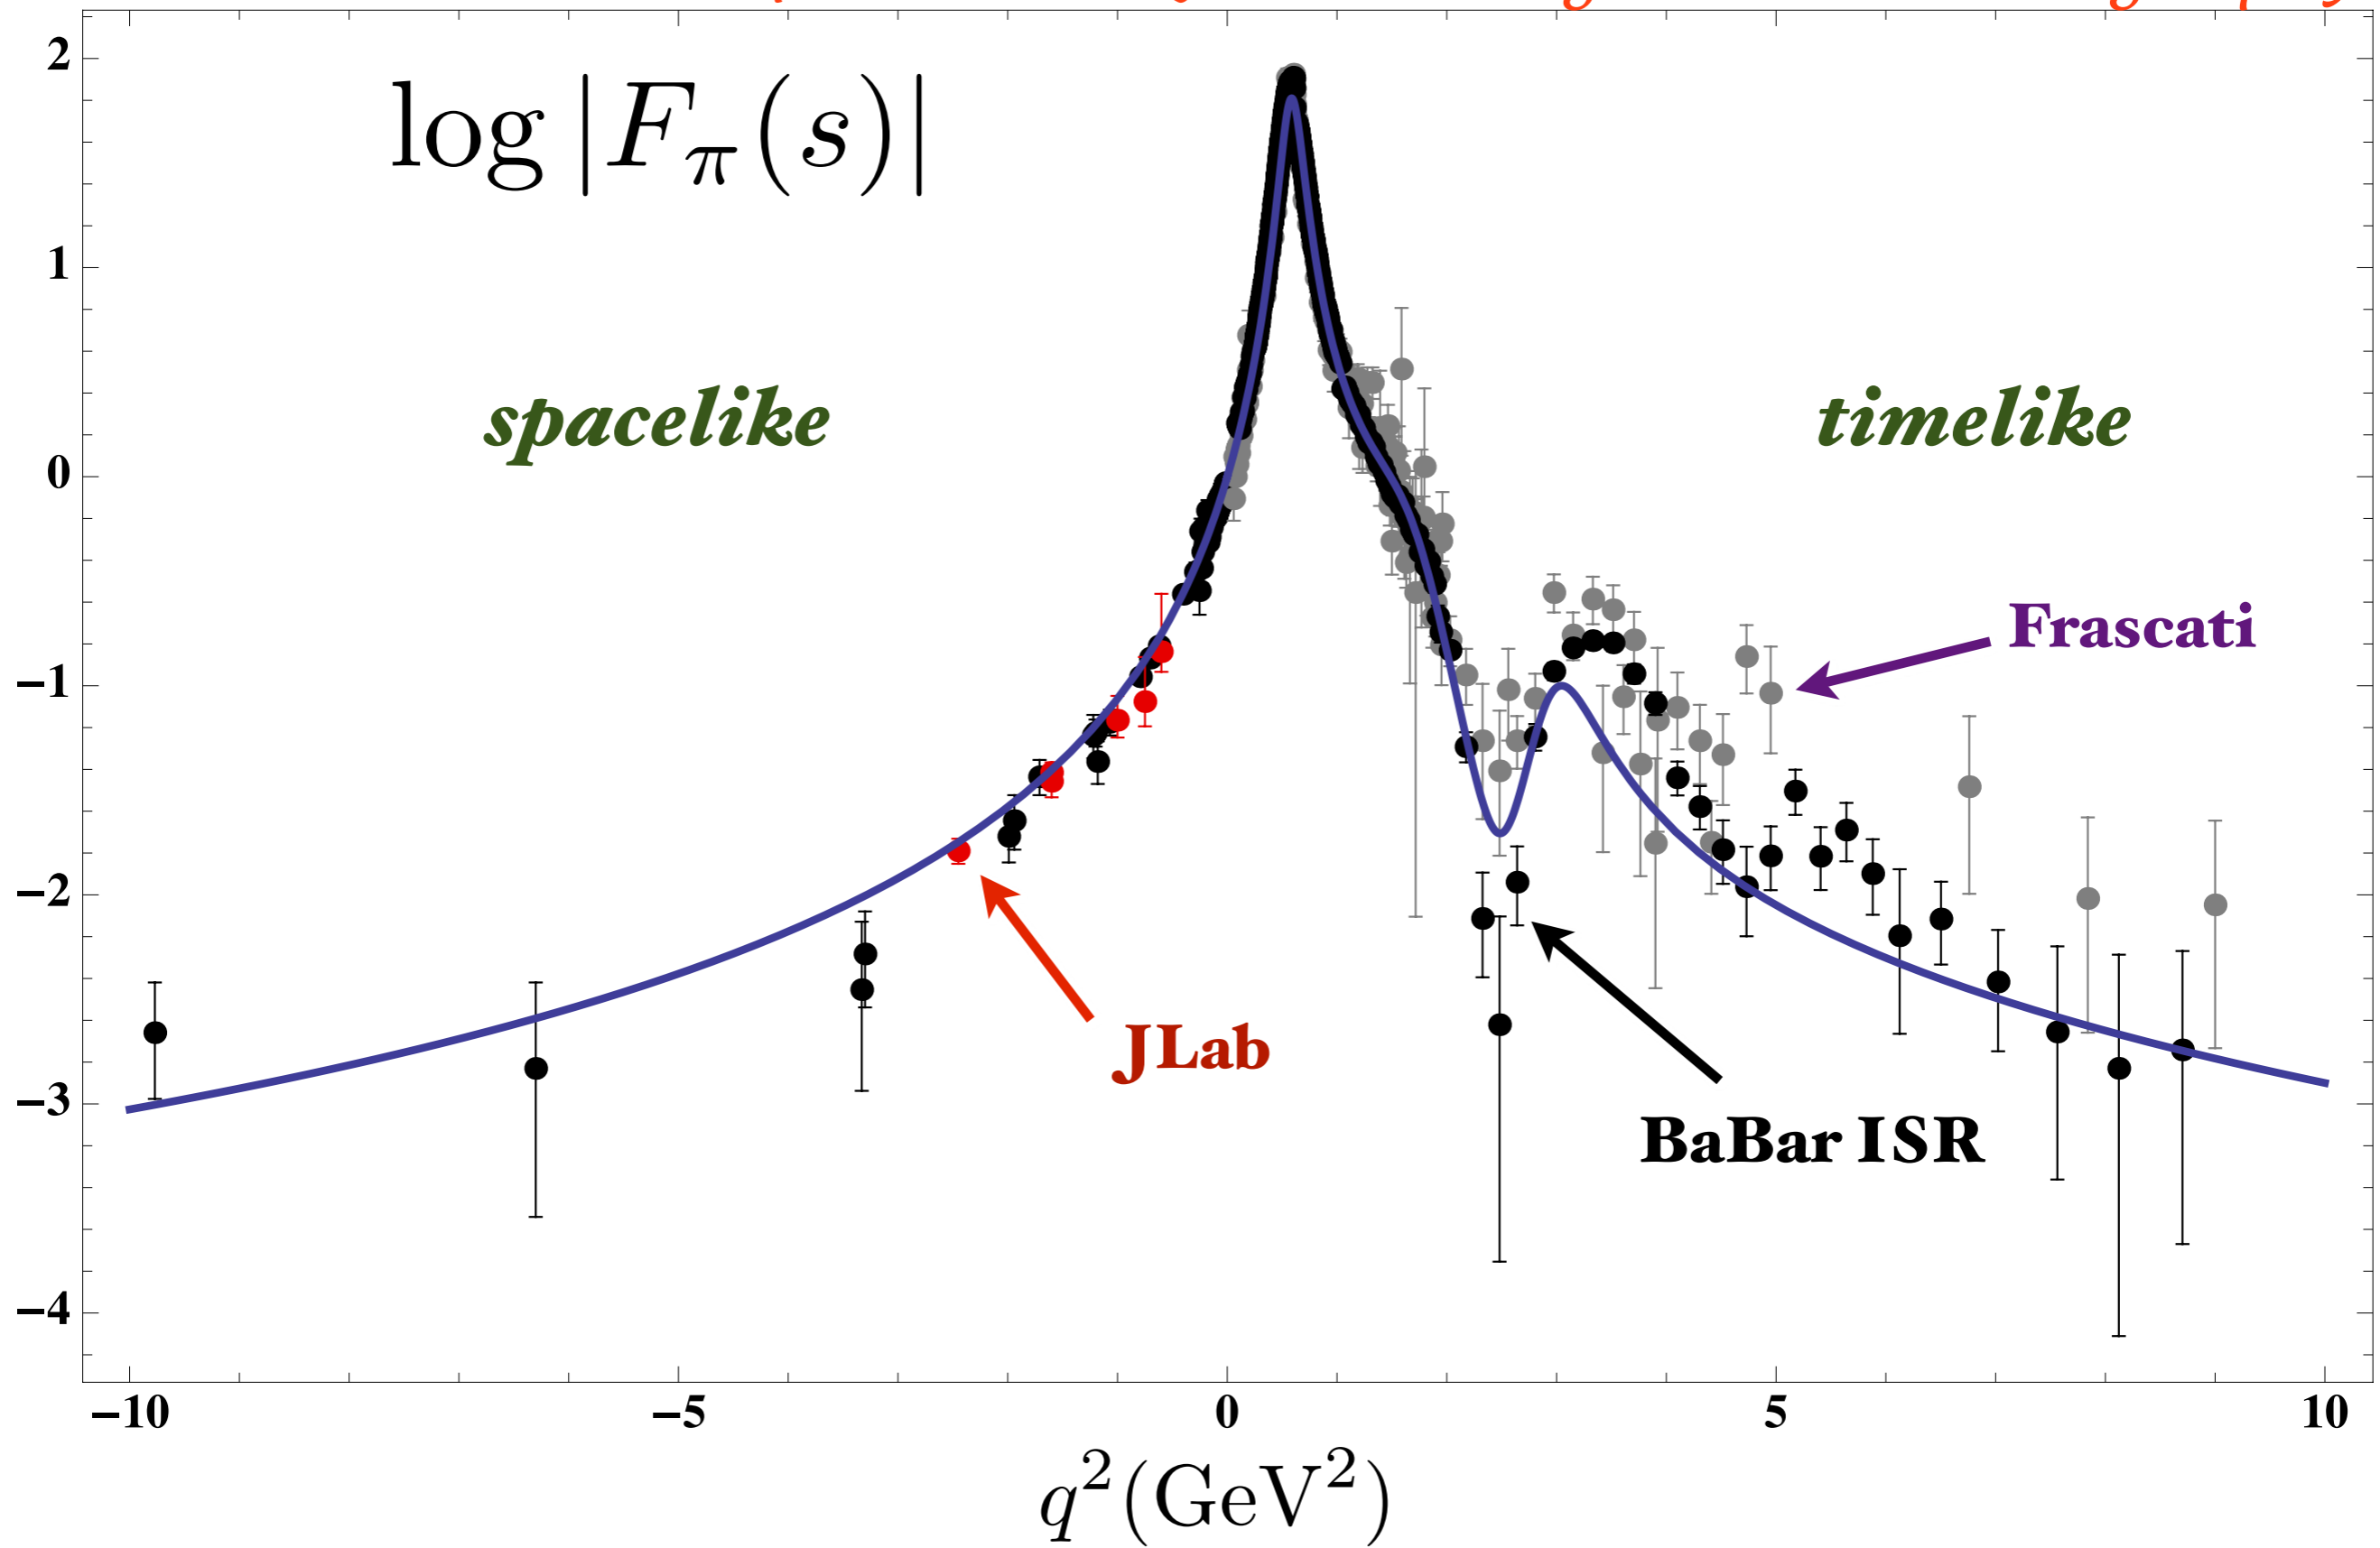 log |Fπ(s)|
2
1
0
−1
−2
−3
−4
spacelike
timelike
Frascati
JLab
BaBar ISR
−10 −5 0 5 10
q²(GeV²)